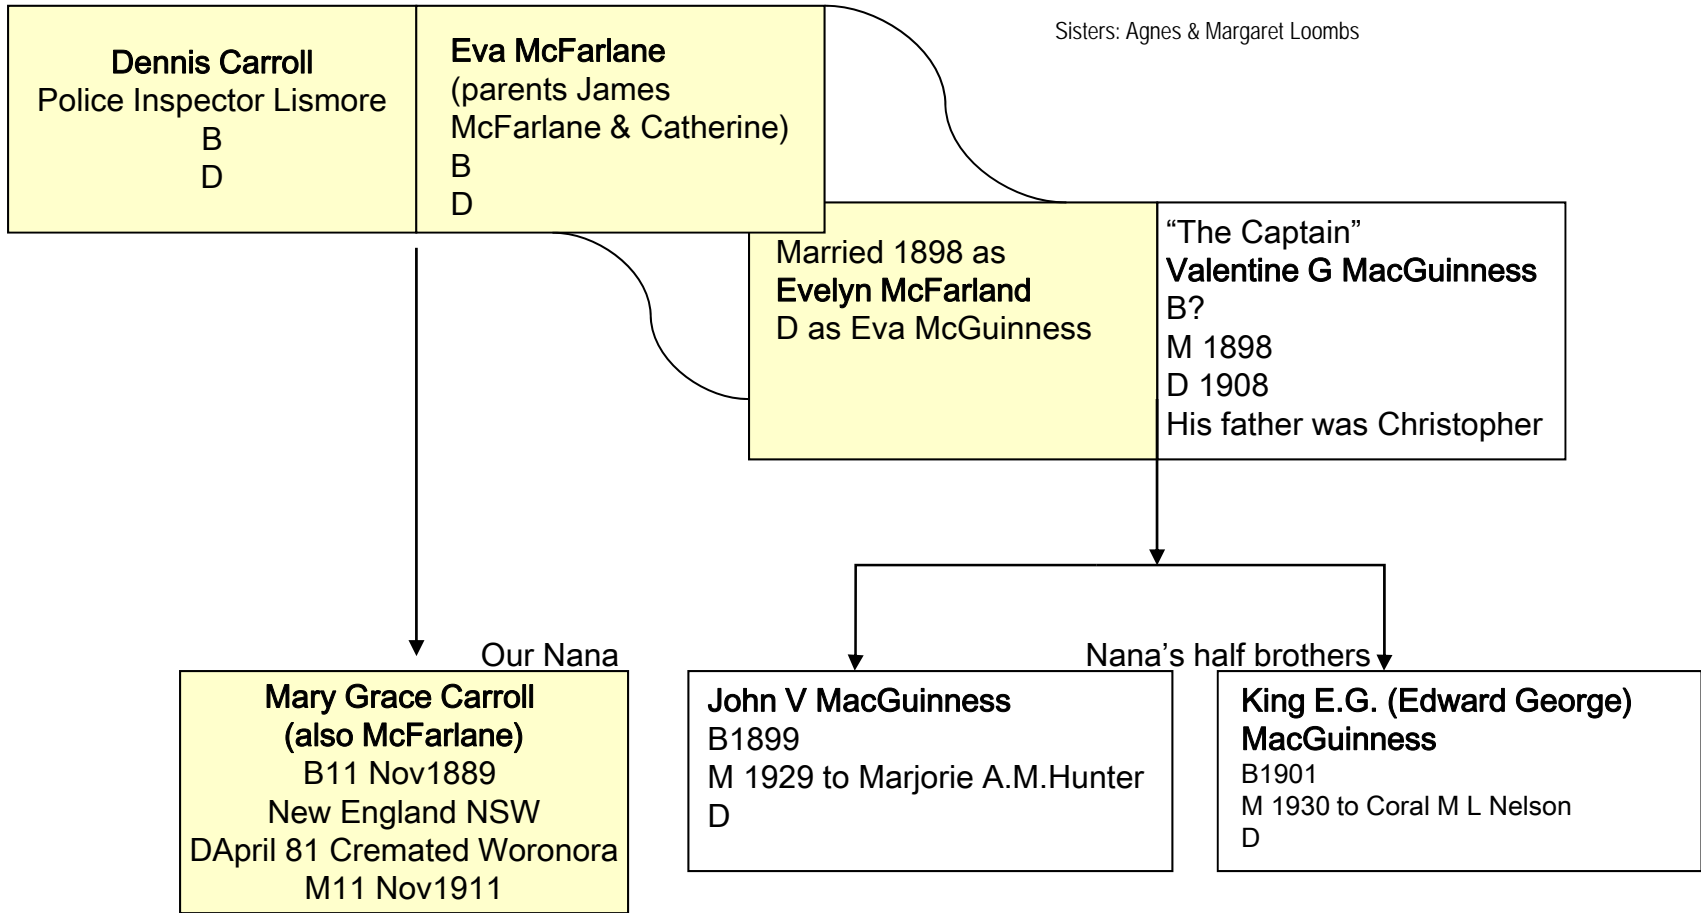 Sisters: Agnes & Margaret Loombs
Dennis Carroll
Police Inspector Lismore
B
D
Eva McFarlane
(parents James
McFarlane & Catherine)
B
D
Married 1898 as
Evelyn McFarland
D as Eva McGuinness
“The Captain”
Valentine G MacGuinness
B?
M 1898
D 1908
His father was Christopher
Our Nana
Mary Grace Carroll
(also McFarlane)
B11 Nov1889
New England NSW
DApril 81 Cremated Woronora
M11 Nov1911
Nana’s half brothers
John V MacGuinness
B1899
M 1929 to Marjorie A.M.Hunter
D
King E.G. (Edward George)
MacGuinness
B1901
M 1930 to Coral M L Nelson
D